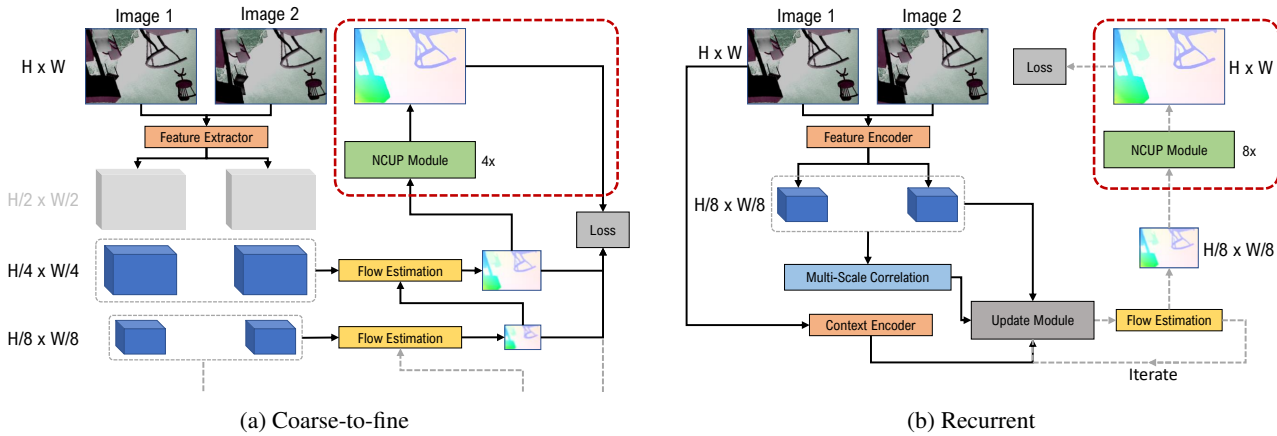 Image 1
Image 2
H x W
Feature Extractor
NCUP Module
4x
H/2 x W/2
Loss
H/4 x W/4
Flow Estimation
H/8 x W/8
Flow Estimation
(a) Coarse-to-fine
Image 1
Image 2
H x W
Loss
H x W
Feature Encoder
NCUP Module
8x
H/8 x W/8
H/8 x W/8
Multi-Scale Correlation
Context Encoder
Update Module
Flow Estimation
Iterate
(b) Recurrent